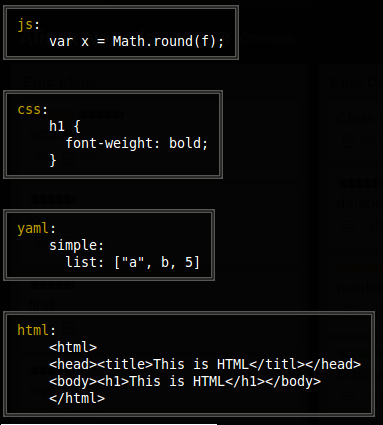 js:
    var x = Math.round(f);
css:
    h1 {
      font-weight: bold;
    }
yaml:
    simple:
      list: ["a", b, 5]
html:
    <html>
    <head><title>This is HTML</titl></head>
    <body><h1>This is HTML</h1></body>
    </html>